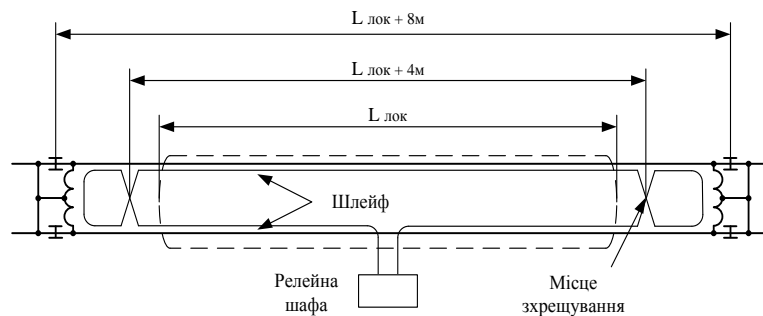 L лок + 8м
L лок + 4м
L лок
Шлейф
Релейна
шафа
Місце
зхрещування